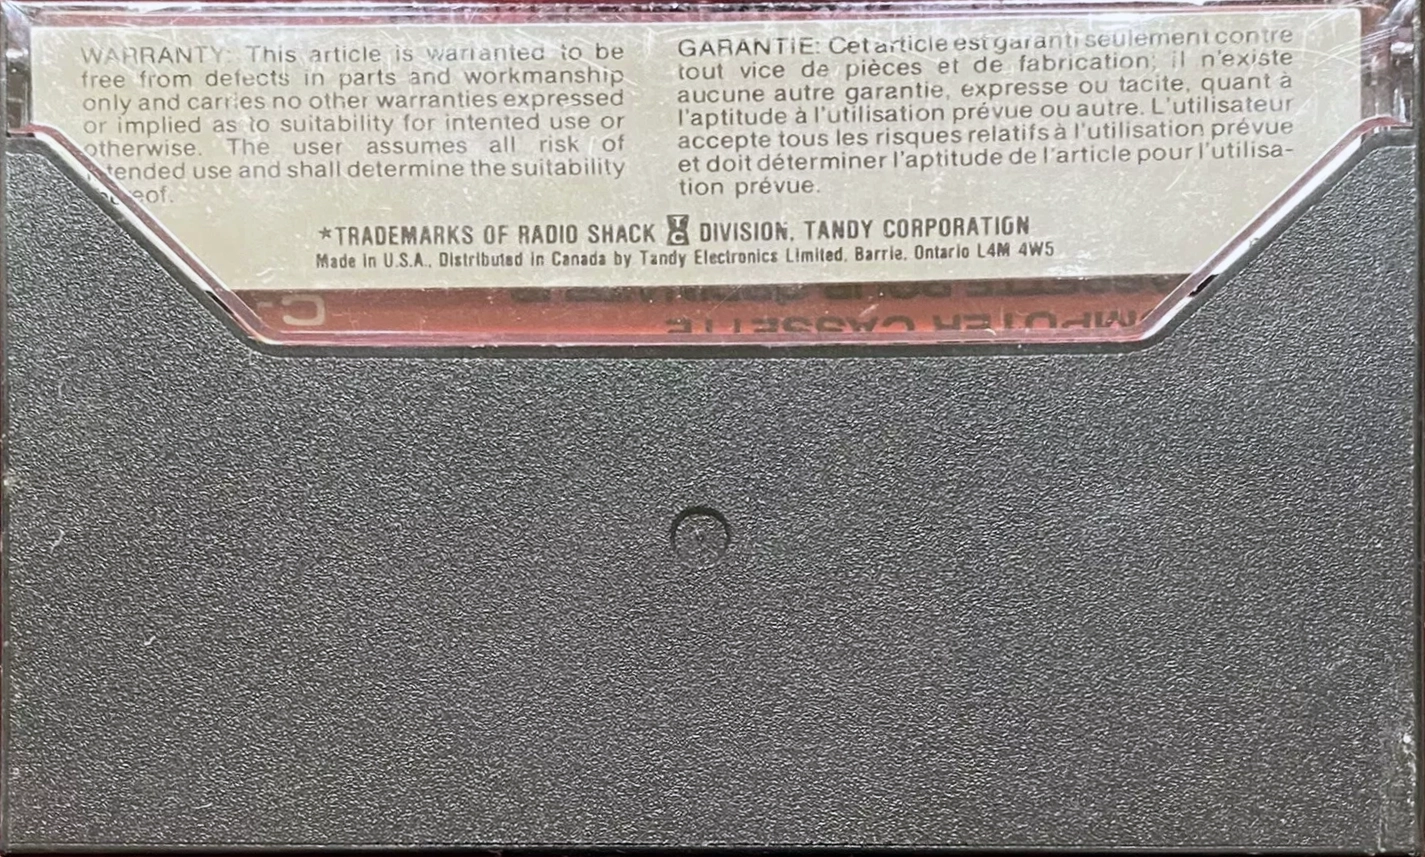 WARRANTY: This article is warranted to be
free from defects in parts and workmanship
only and carries no other warranties expressed
or implied as to suitability for intented use or
otherwise. The user assumes all risk of
tended use and shall determine the suitability
eof.
GARANTIE: Cet article est garanti seulement contre
tout vice de pièces et de fabrication; il n'existe
aucune autre garantie, expresse ou tacite, quant à
l'aptitude à l'utilisation prévue ou autre. L'utilisateur
accepte tous les risques relatifs à l'utilisation prévue
et doit déterminer l'aptitude de l'article pour l'utilisa-
tion prévue.
*TRADEMARKS OF RADIO SHACK TC DIVISION, TANDY CORPORATION
Made in U.S.A., Distributed in Canada by Tandy Electronics Limited, Barrie, Ontario L4M 4W5
C-
MPUTER CASSETTE